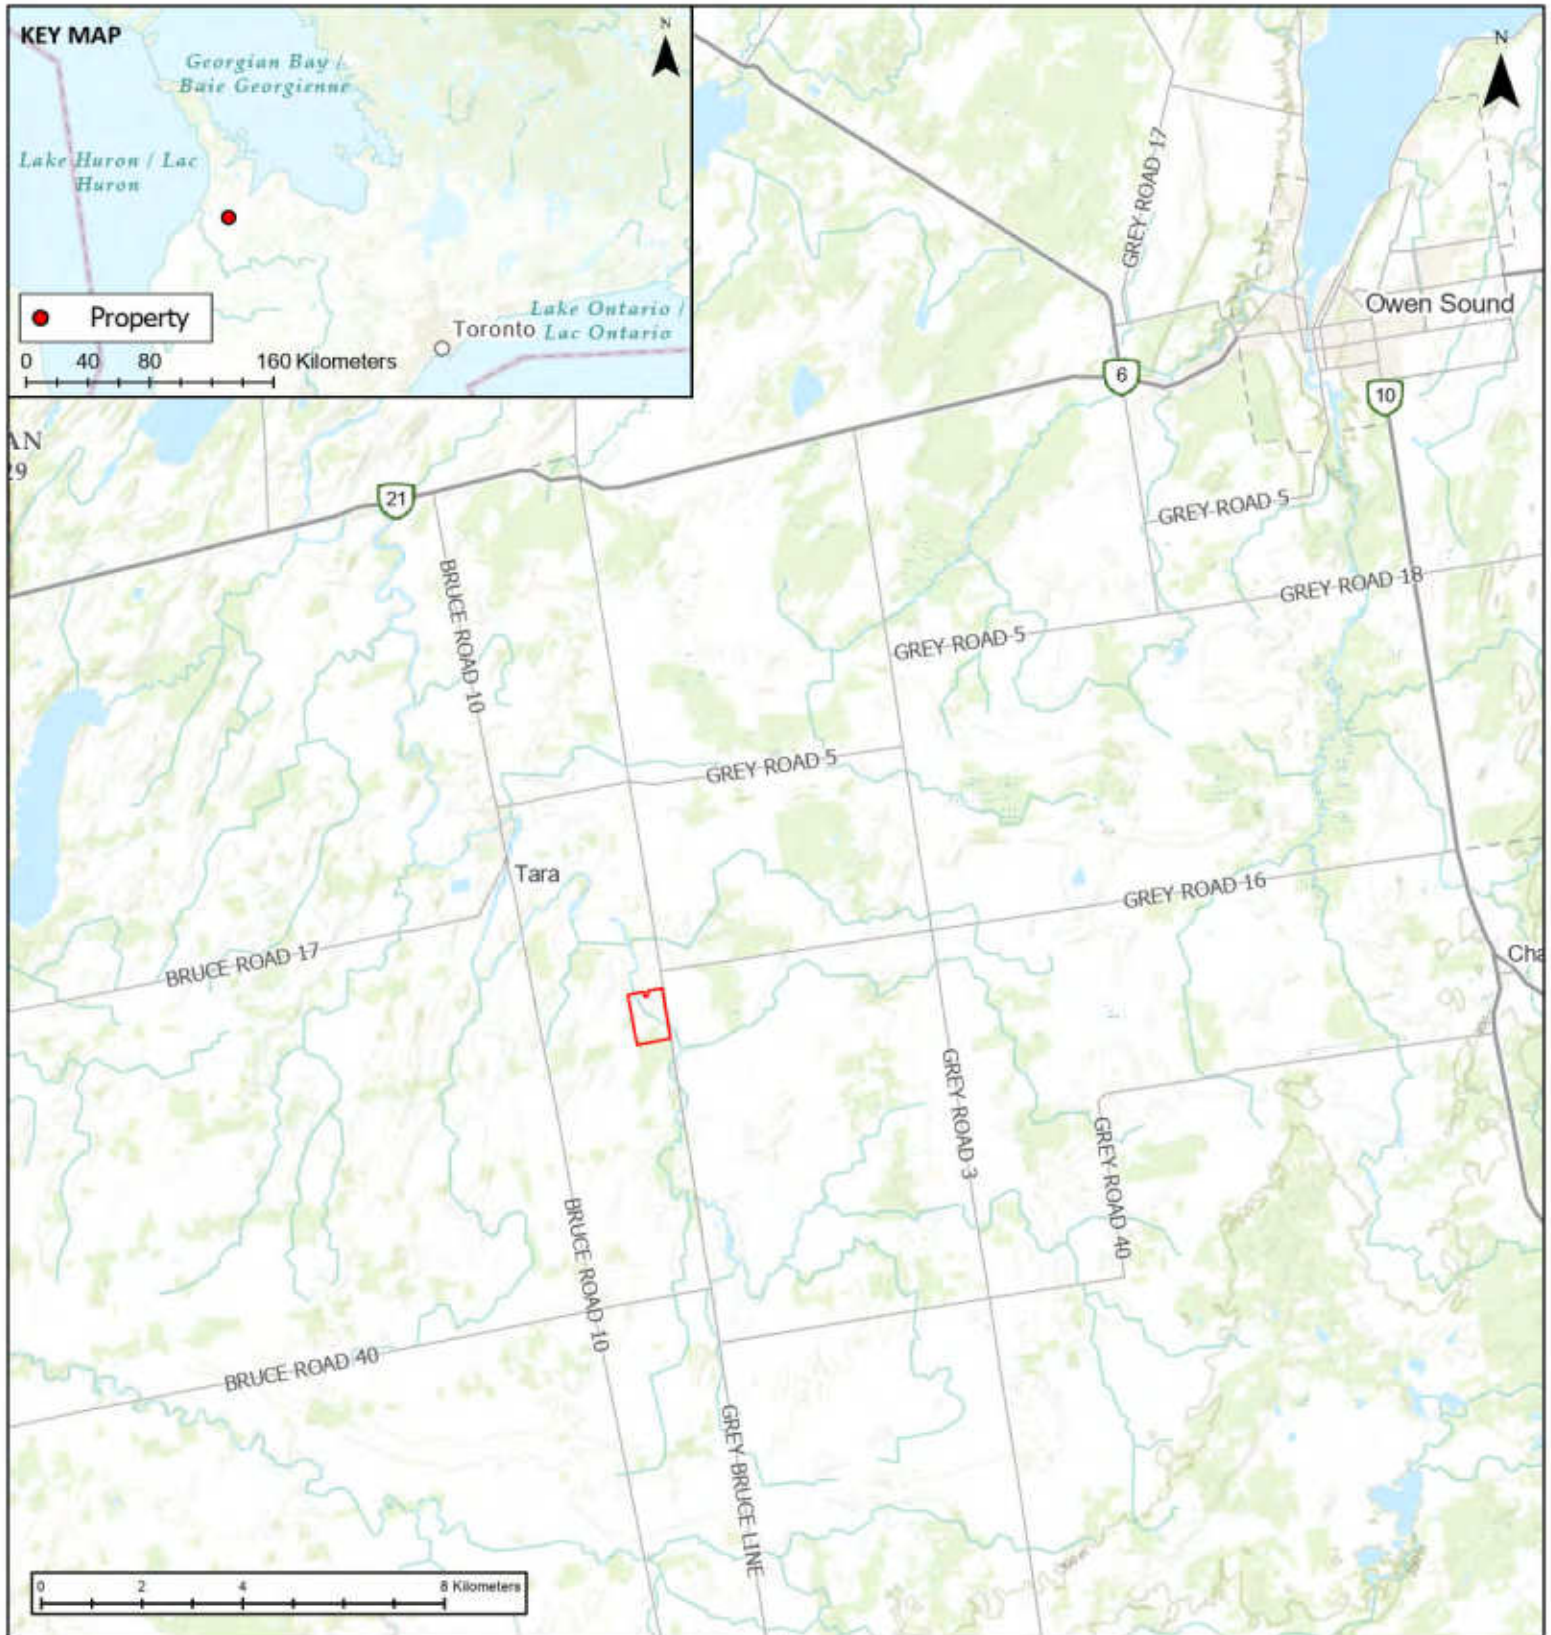 KEY MAP
N
Georgian Bay /
Baie Georgienne
Lake Huron / Lac
Huron
Property
Toronto
Lake Ontario /
Lac Ontario
0 40 80 160 Kilometers
N
GREY ROAD 17
Owen Sound
6
10
AN
29
21
GREY ROAD 5
BRUCE ROAD 10
GREY ROAD 18
GREY ROAD 5
GREY ROAD 5
Tara
GREY ROAD 16
BRUCE ROAD 17
Cha
GREY ROAD 3
GREY ROAD 40
BRUCE ROAD 10
BRUCE ROAD 40
GREY BRUCE LINE
0 2 4 8 Kilometers